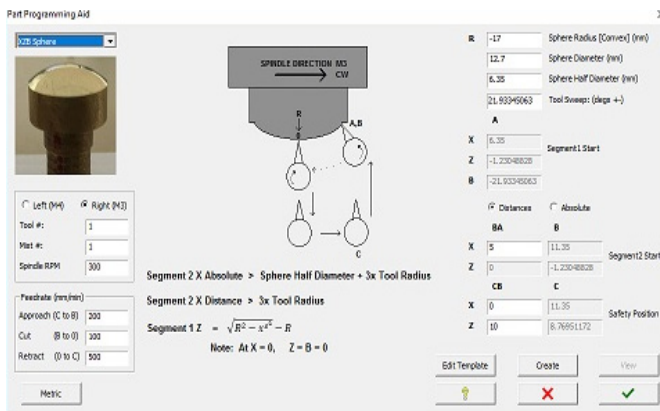 Part Programming Aid
XZB Sphere
SPINDLE DIRECTION M3
CW
R
0
A,B
C
Left (M4) Right (M3)
Tool #: 1
Mist #: 1
Spindle RPM 300
Feedrate (mm/min)
Approach (C to B) 200
Cut (B to 0) 100
Retract (0 to C) 500
Metric
Segment 2 X Absolute > Sphere Half Diameter + 3x Tool Radius
Segment 2 X Distance > 3x Tool Radius
Segment 1 Z = √R² − x² − R
Note: At X = 0, Z = B = 0
R -17 Sphere Radius [Convex] (mm)
12.7 Sphere Diameter (mm)
6.35 Sphere Half Diameter (mm)
21.93345063 Tool Sweep: (degs +-)
A
X 6.35
Segment1 Start
Z -1.23048828
B -21.93345063
Distances Absolute
BA B
X 5 11.35
Segment2 Start
Z 0 -1.23048828
CB C
X 0 11.35
Safety Position
Z 10 8.76951172
Edit Template Create View
?